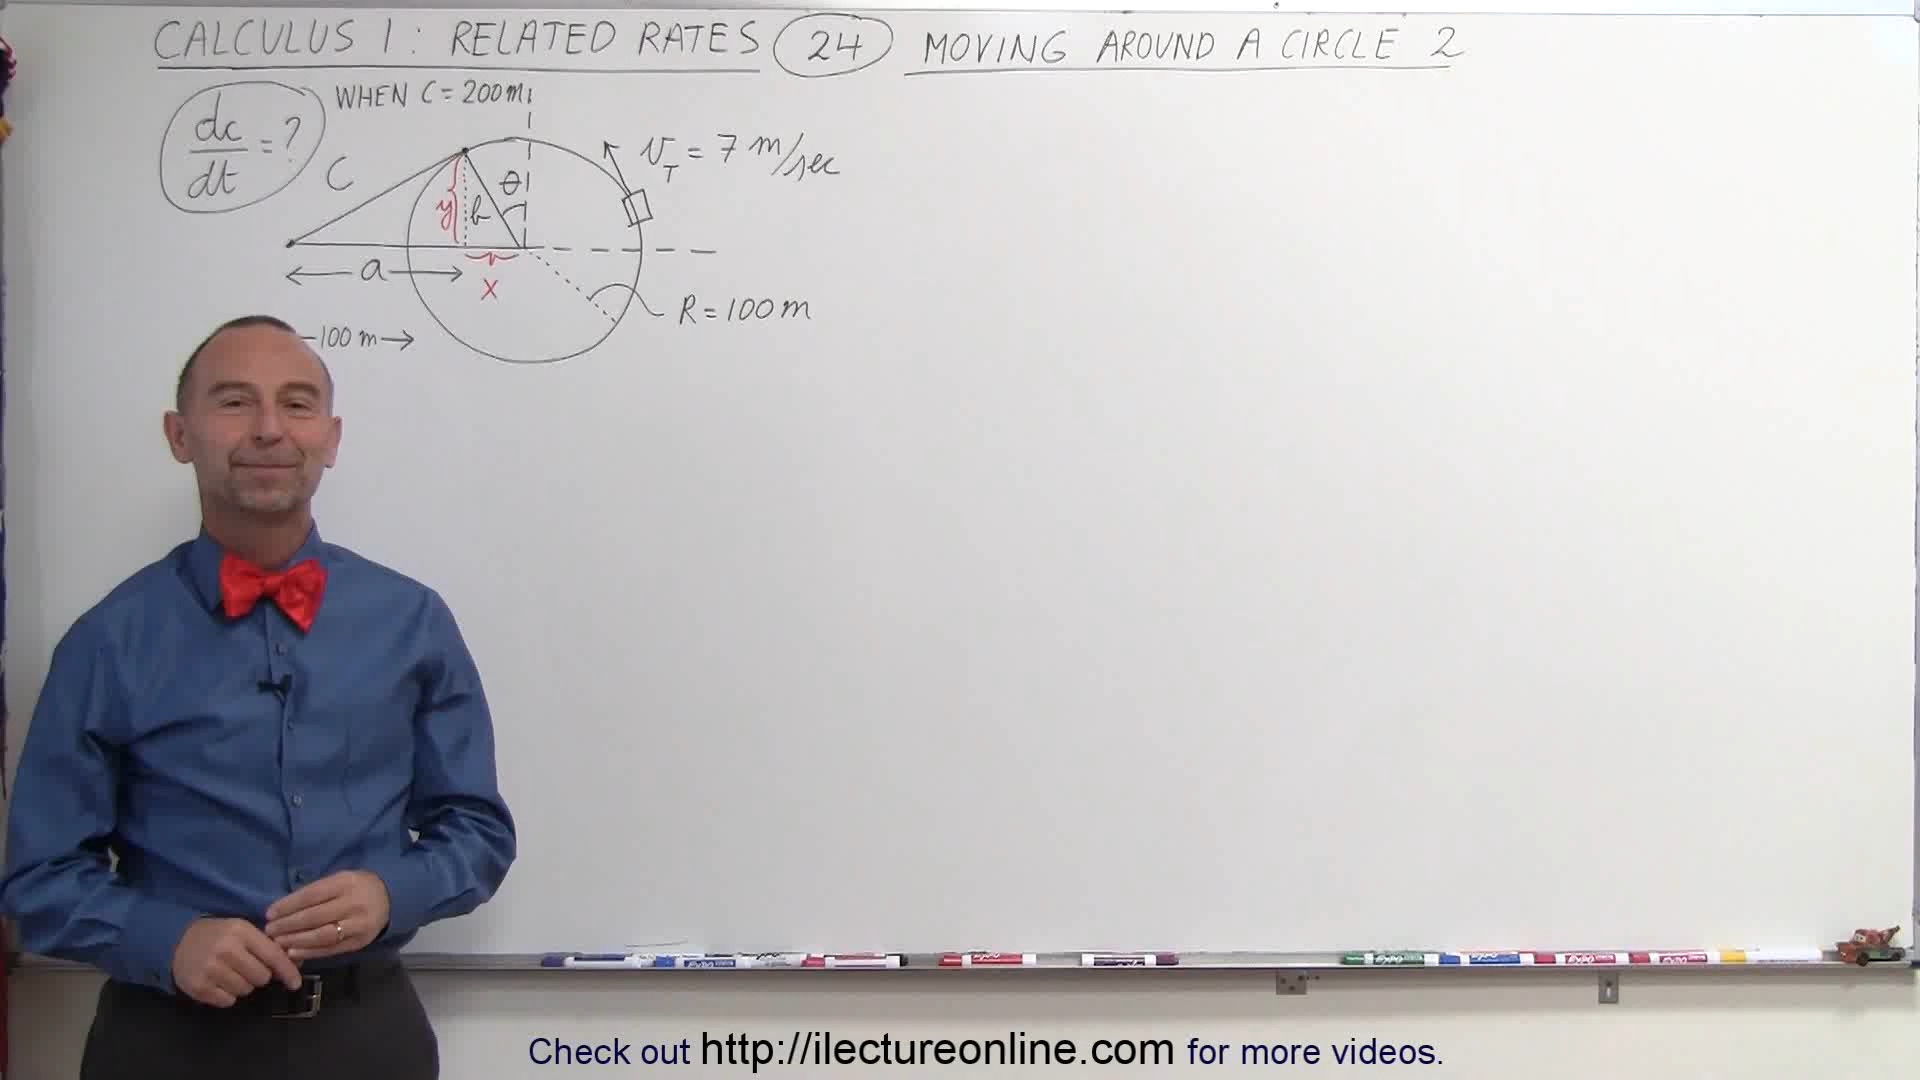 CALCULUS 1: RELATED RATES 24 MOVING AROUND A CIRCLE 2
dc/dt = ?
WHEN C = 200 m
C
θ
y
b
a
x
v_T = 7 m/sec
R = 100 m
100 m
Check out http://ilectureonline.com for more videos.